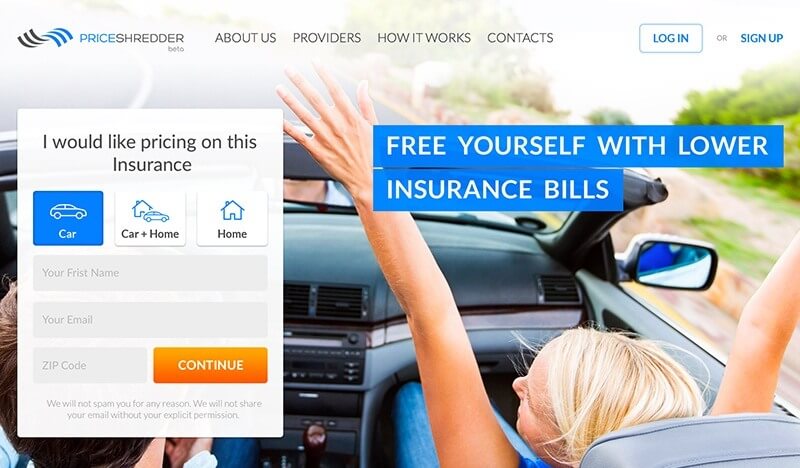 PRICESHREDDER
beta
ABOUT US PROVIDERS HOW IT WORKS CONTACTS
LOG IN OR SIGN UP
I would like pricing on this
Insurance
Car
Car + Home
Home
Your Frist Name
Your Email
ZIP Code
CONTINUE
We will not spam you for any reason. We will not share
your email without your explicit permission.
FREE YOURSELF WITH LOWER
INSURANCE BILLS